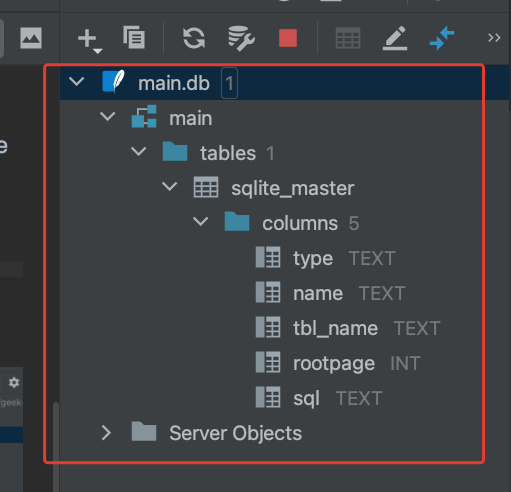 main.db 1
main
tables 1
sqlite_master
columns 5
type TEXT
name TEXT
tbl_name TEXT
rootpage INT
sql TEXT
Server Objects